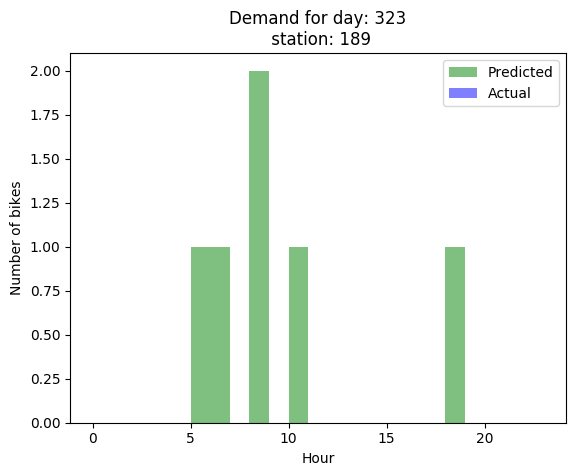 Demand for day: 323
station: 189
Predicted
Actual
Number of bikes
2.00
1.75
1.50
1.25
1.00
0.75
0.50
0.25
0.00
0
5
10
15
20
Hour